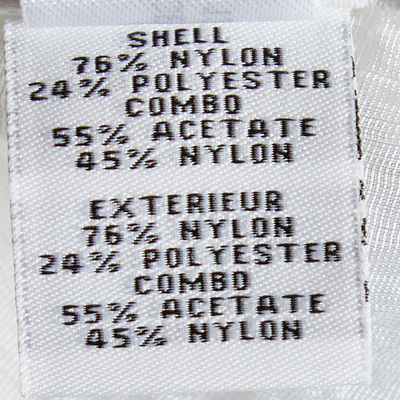 SHELL
76% NYLON
24% POLYESTER
COMBO
55% ACETATE
45% NYLON
EXTERIEUR
76% NYLON
24% POLYESTER
COMBO
55% ACETATE
45% NYLON